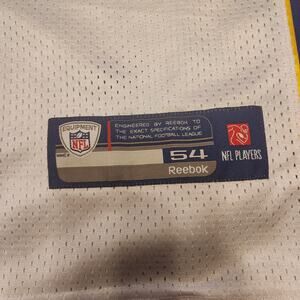 ENGINEERED BY REEBOK TO
THE EXACT SPECIFICATIONS OF
THE NATIONAL FOOTBALL LEAGUE
EQUIPMENT
NFL
54
Reebok
NFL PLAYERS